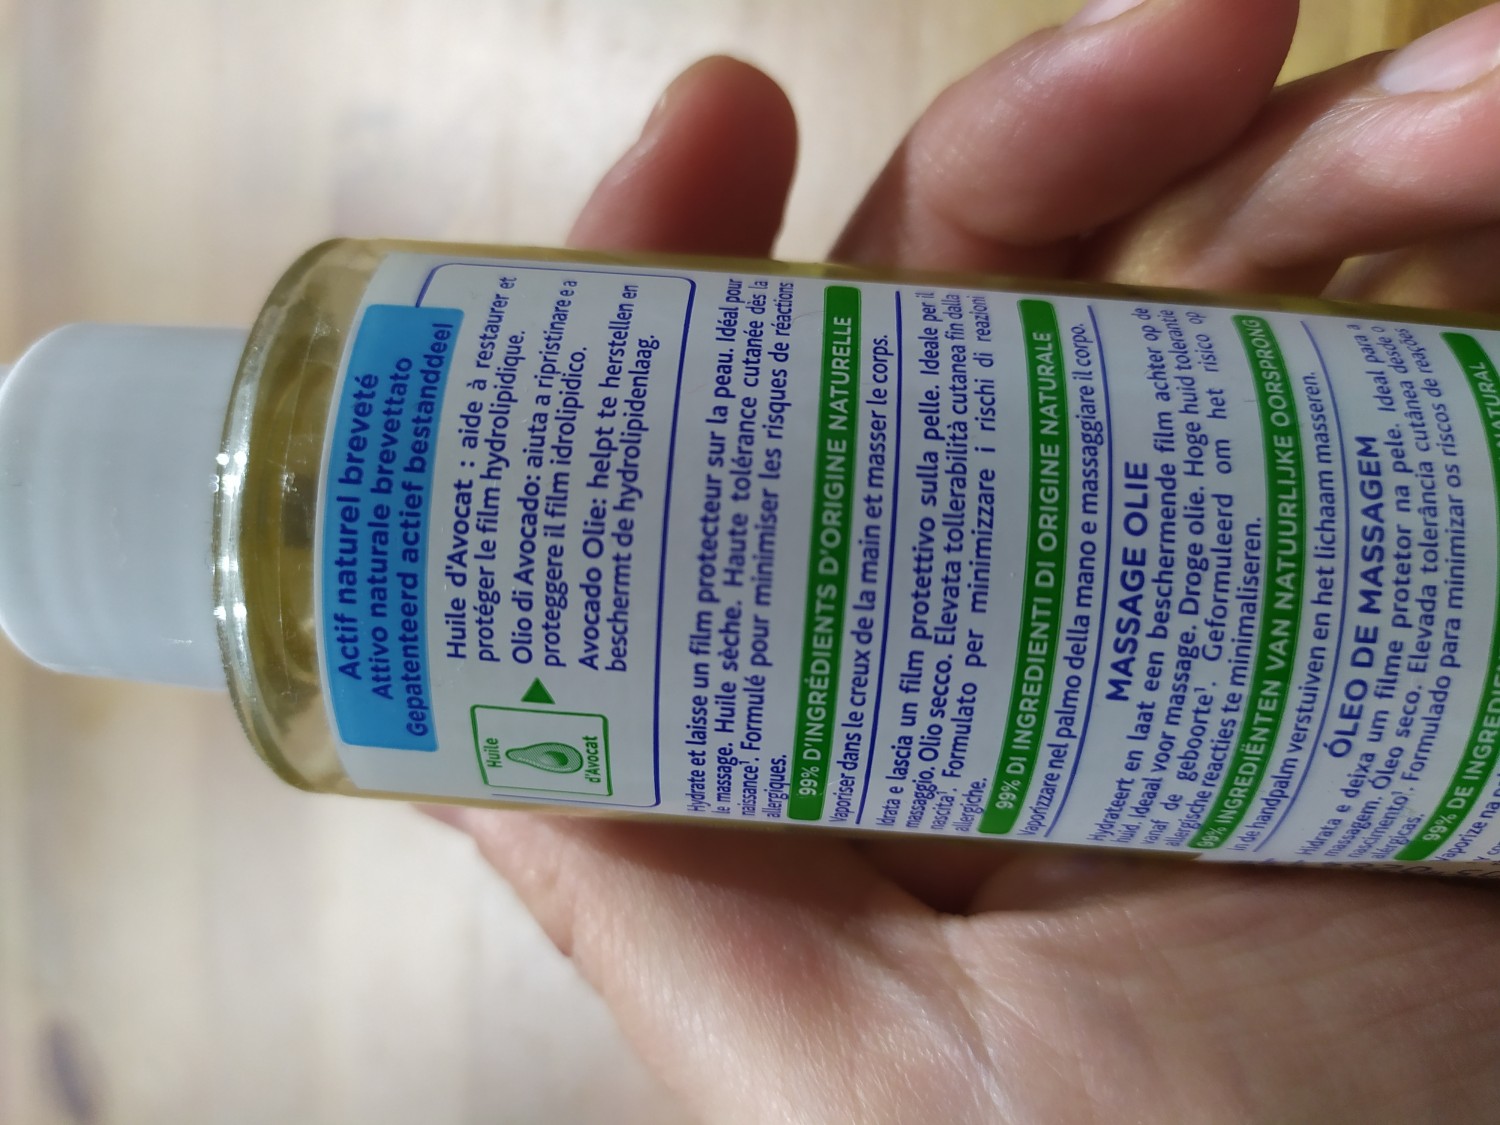 Actif naturel breveté
Attivo naturale brevettato
Gepatenteerd actief bestanddeel
Huile
d'Avocat
Huile d'Avocat : aide à restaurer et
protéger le film hydrolipidique.
Olio di Avocado: aiuta a ripristinare e a
proteggere il film idrolipidico.
Avocado Olie: helpt te herstellen en
beschermt de hydrolipidenlaag.
Hydrate et laisse un film protecteur sur la peau. Idéal pour
le massage. Huile sèche. Haute tolérance cutanée dès la
naissance¹. Formulé pour minimiser les risques de réactions
allergiques.
99% D'INGRÉDIENTS D'ORIGINE NATURELLE
Vaporiser dans le creux de la main et masser le corps.
Idrata e lascia un film protettivo sulla pelle. Ideale per il
massaggio. Olio secco. Elevata tollerabilità cutanea fin dalla
nascita¹. Formulato per minimizzare i rischi di reazioni
allergiche.
99% DI INGREDIENTI DI ORIGINE NATURALE
Vaporizzare nel palmo della mano e massaggiare il corpo.
MASSAGE OLIE
Hydrateert en laat een beschermende film achter op de
huid. Ideaal voor massage. Droge olie. Hoge huid tolerantie
vanaf de geboorte¹. Geformuleerd om het risico op
allergische reacties te minimaliseren.
99% INGREDIËNTEN VAN NATUURLIJKE OORSPRONG
In de handpalm verstuiven en het lichaam masseren.
ÓLEO DE MASSAGEM
Hidrata e deixa um filme protetor na pele. Ideal para a
massagem. Óleo seco. Elevada tolerância cutânea desde o
nascimento¹. Formulado para minimizar os riscos de reações
alérgicas.
99% DE INGREDIE NATURAL
Vaporize na